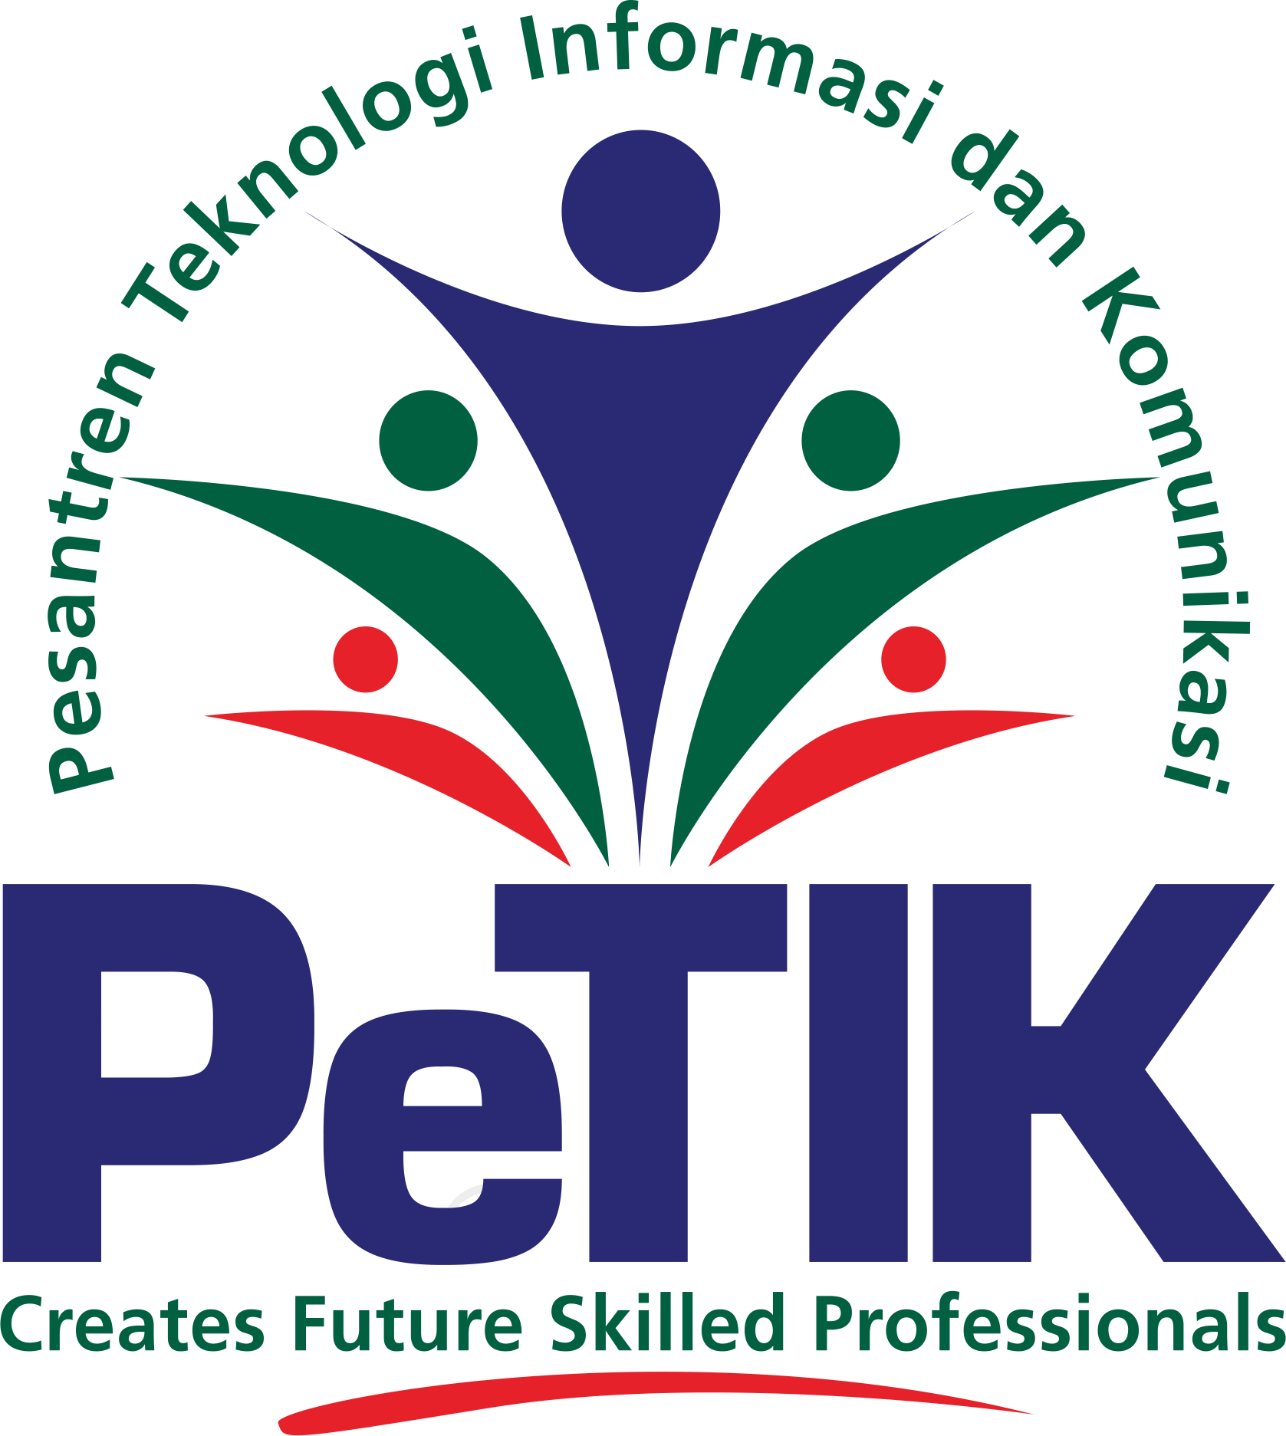 Pesantren Teknologi Informasi dan Komunikasi
PeTIK
Creates Future Skilled Professionals